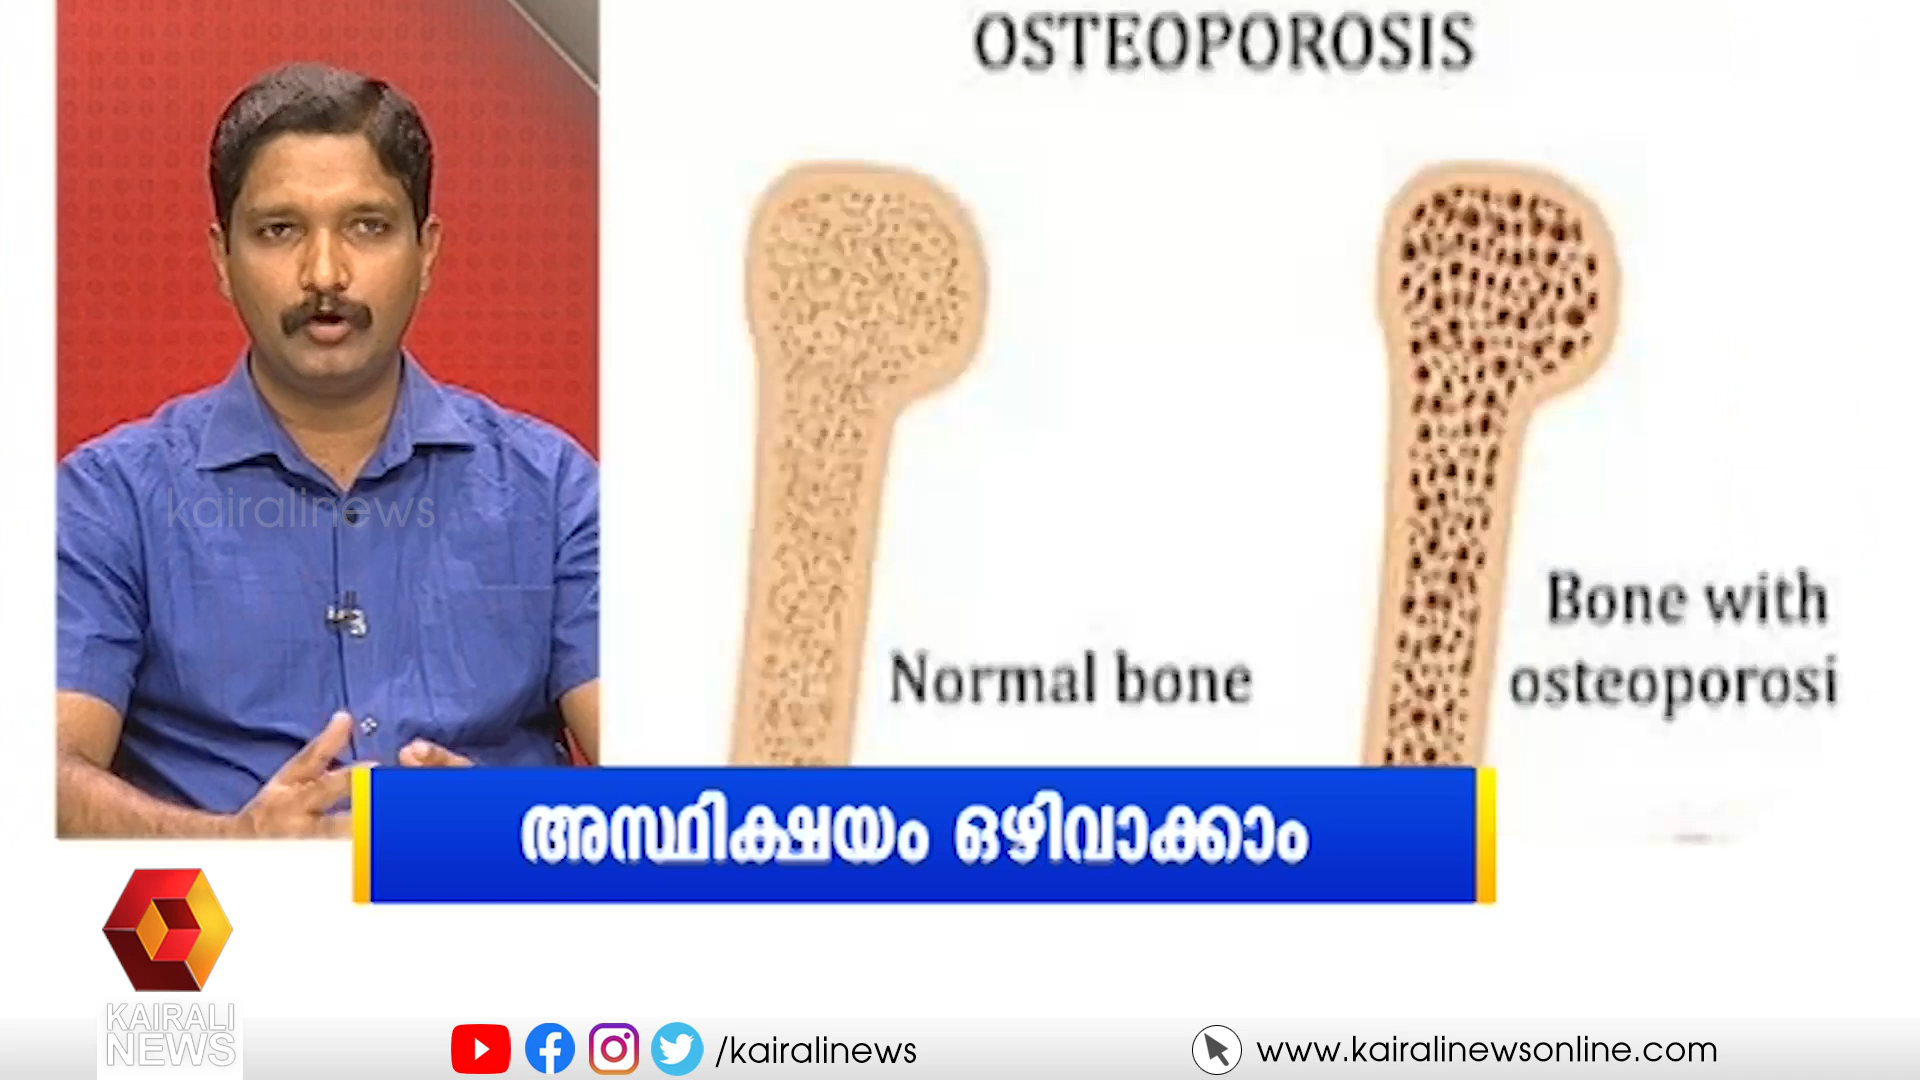 OSTEOPOROSIS
kairalinews
Normal bone
Bone with
osteoporosi
അസ്ഥിക്ഷയം ഒഴിവാക്കാം
KAIRALI
NEWS
/kairalinews
www.kairalinewsonline.com